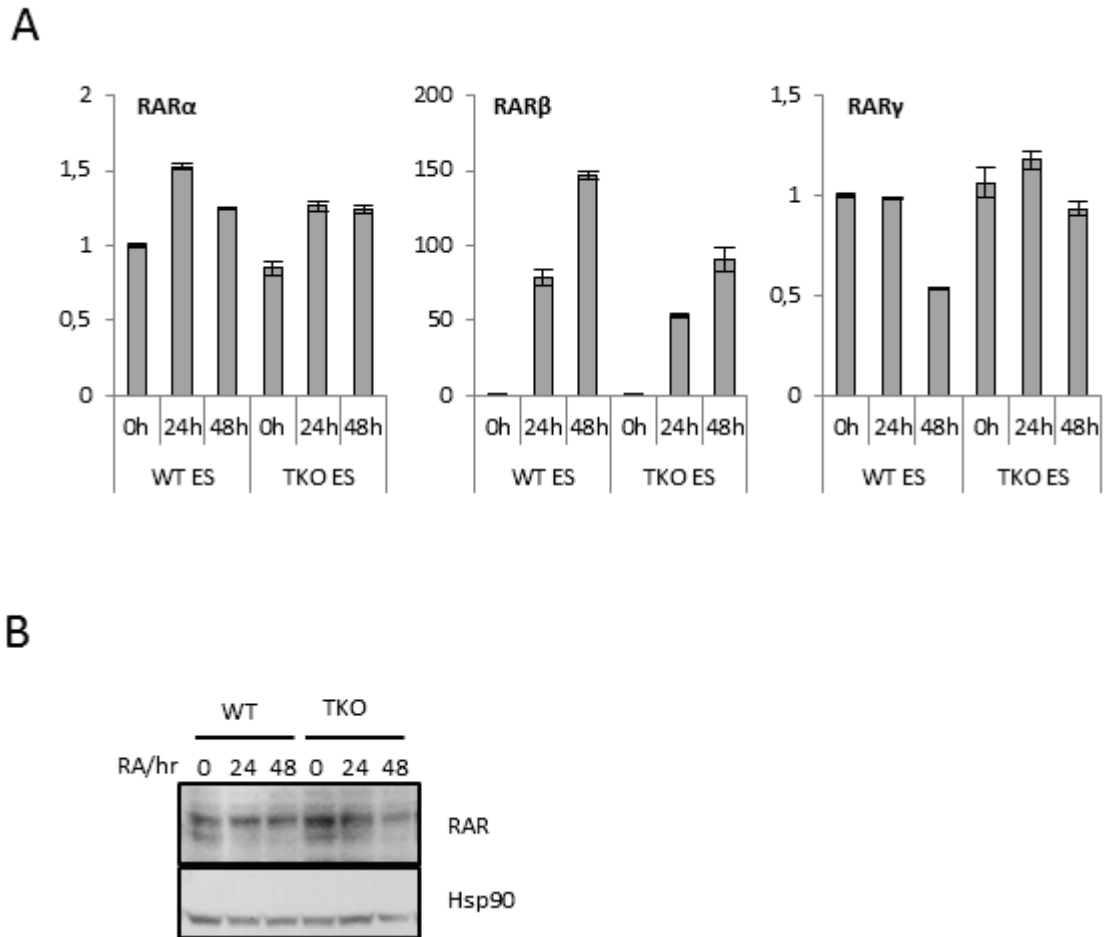 A
RARα RARβ RARγ
2 200 1,5
1,5 150
1 100 1
0,5 50 0,5
0 0 0
0h 24h 48h 0h 24h 48h 0h 24h 48h 0h 24h 48h 0h 24h 48h 0h 24h 48h
WT ES TKO ES WT ES TKO ES WT ES TKO ES
B
WT TKO
RA/hr 0 24 48 0 24 48
RAR
Hsp90